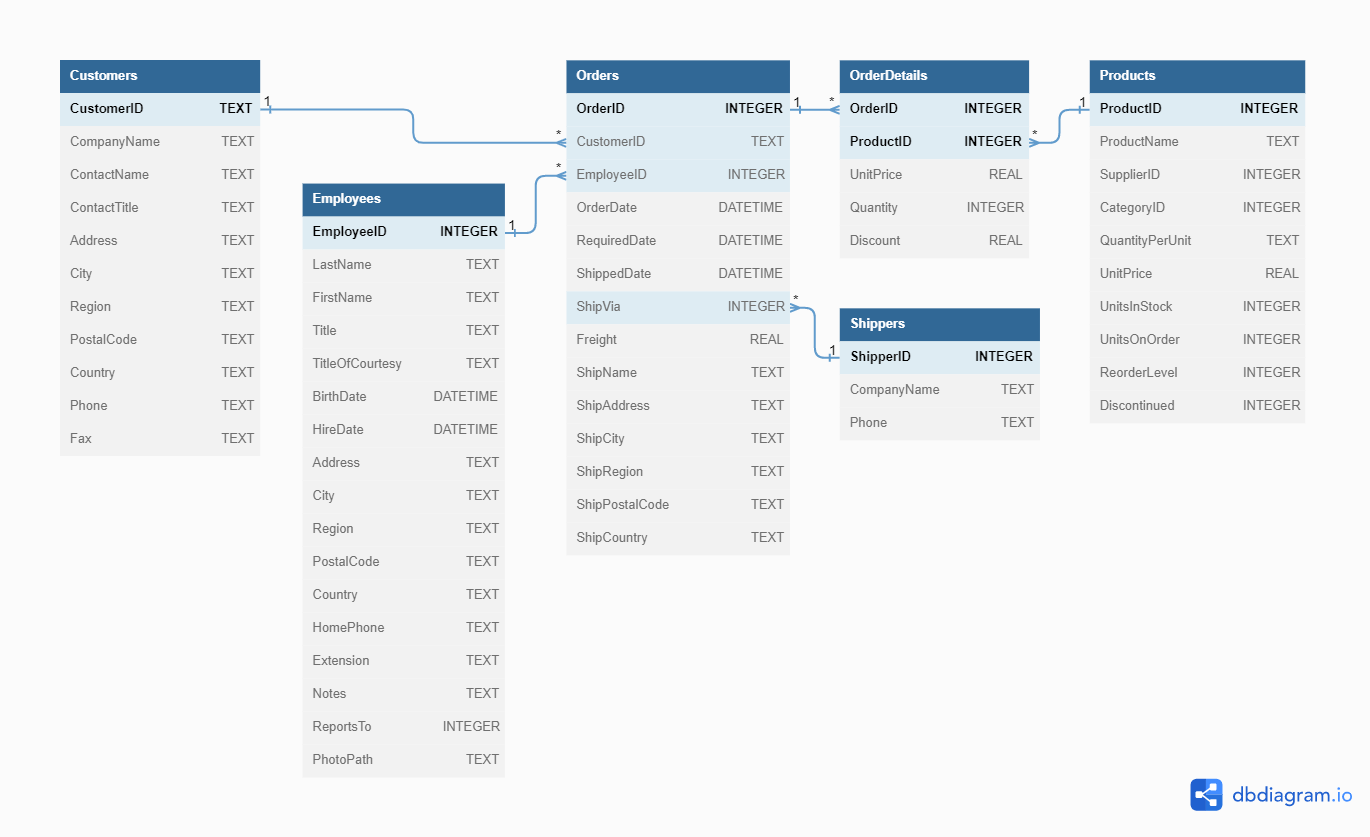 Customers
CustomerID TEXT
CompanyName TEXT
ContactName TEXT
ContactTitle TEXT
Address TEXT
City TEXT
Region TEXT
PostalCode TEXT
Country TEXT
Phone TEXT
Fax TEXT
1
*
Employees
EmployeeID INTEGER
LastName TEXT
FirstName TEXT
Title TEXT
TitleOfCourtesy TEXT
BirthDate DATETIME
HireDate DATETIME
Address TEXT
City TEXT
Region TEXT
PostalCode TEXT
Country TEXT
HomePhone TEXT
Extension TEXT
Notes TEXT
ReportsTo INTEGER
PhotoPath TEXT
1
*
Orders
OrderID INTEGER
CustomerID TEXT
EmployeeID INTEGER
OrderDate DATETIME
RequiredDate DATETIME
ShippedDate DATETIME
ShipVia INTEGER
Freight REAL
ShipName TEXT
ShipAddress TEXT
ShipCity TEXT
ShipRegion TEXT
ShipPostalCode TEXT
ShipCountry TEXT
1
*
OrderDetails
OrderID INTEGER
ProductID INTEGER
UnitPrice REAL
Quantity INTEGER
Discount REAL
*
1
Shippers
ShipperID INTEGER
CompanyName TEXT
Phone TEXT
*
1
Products
ProductID INTEGER
ProductName TEXT
SupplierID INTEGER
CategoryID INTEGER
QuantityPerUnit TEXT
UnitPrice REAL
UnitsInStock INTEGER
UnitsOnOrder INTEGER
ReorderLevel INTEGER
Discontinued INTEGER
dbdiagram.io